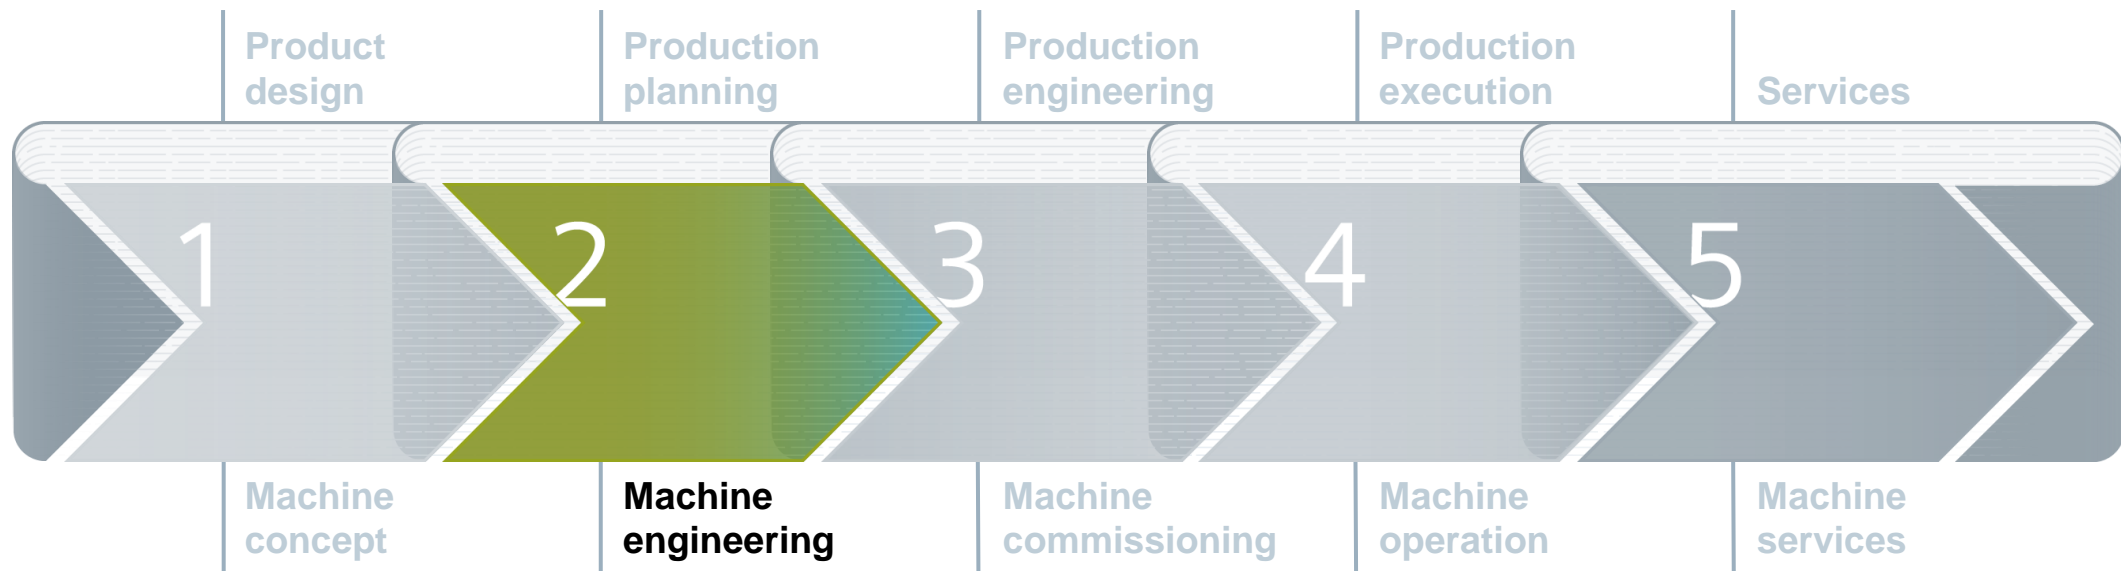 Product
design
Production
planning
Production
engineering
Production
execution
Services
1
2
3
4
5
Machine
concept
Machine
engineering
Machine
commissioning
Machine
operation
Machine
services